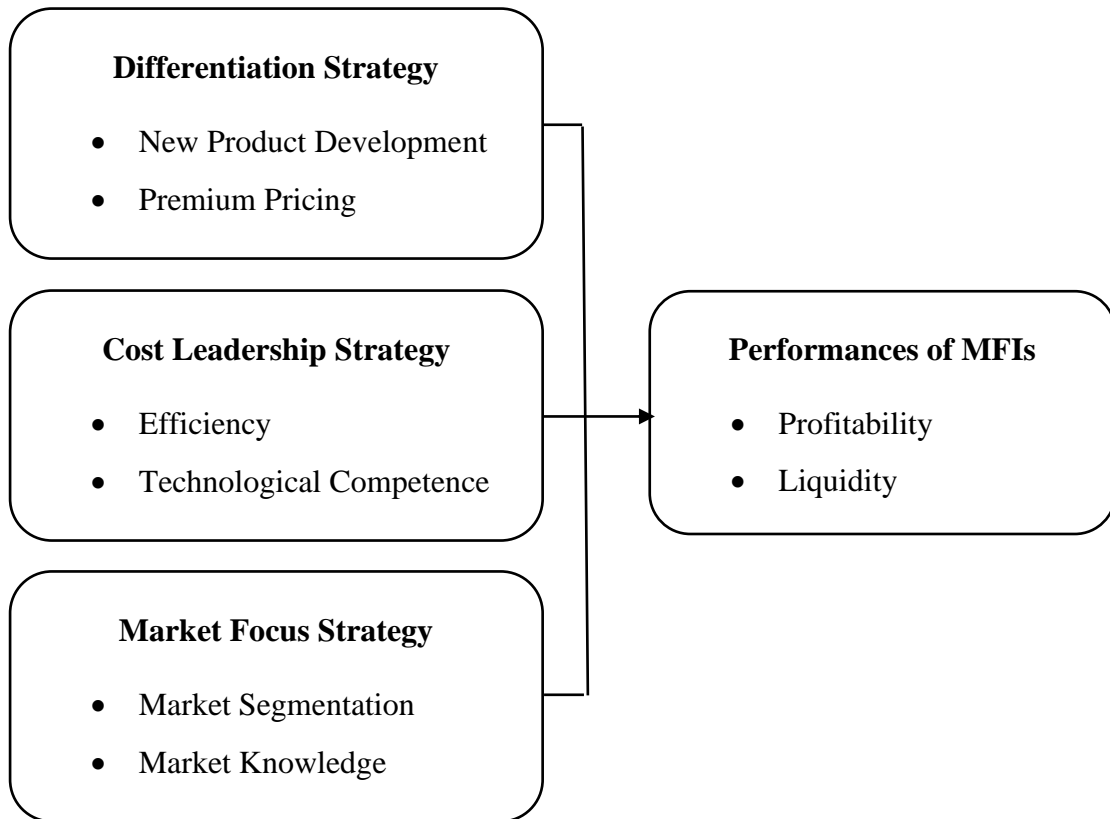 Differentiation Strategy
• New Product Development
• Premium Pricing
Cost Leadership Strategy
• Efficiency
• Technological Competence
Performances of MFIs
• Profitability
• Liquidity
Market Focus Strategy
• Market Segmentation
• Market Knowledge